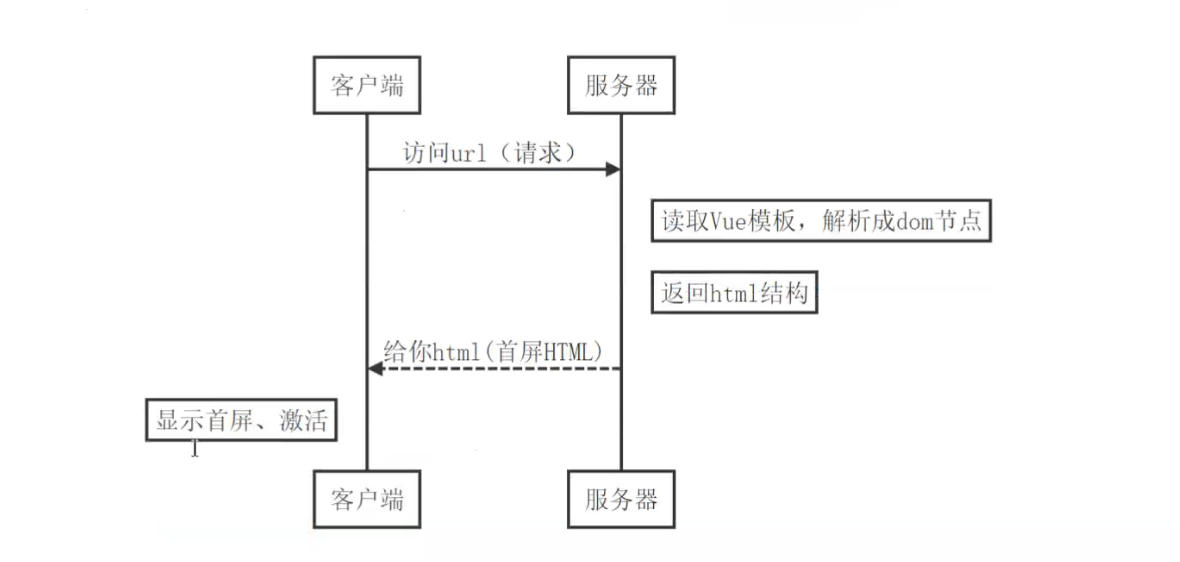 客户端
服务器
访问url（请求）
读取Vue模板，解析成dom节点
返回html结构
给你html(首屏HTML)
显示首屏、激活
客户端
服务器